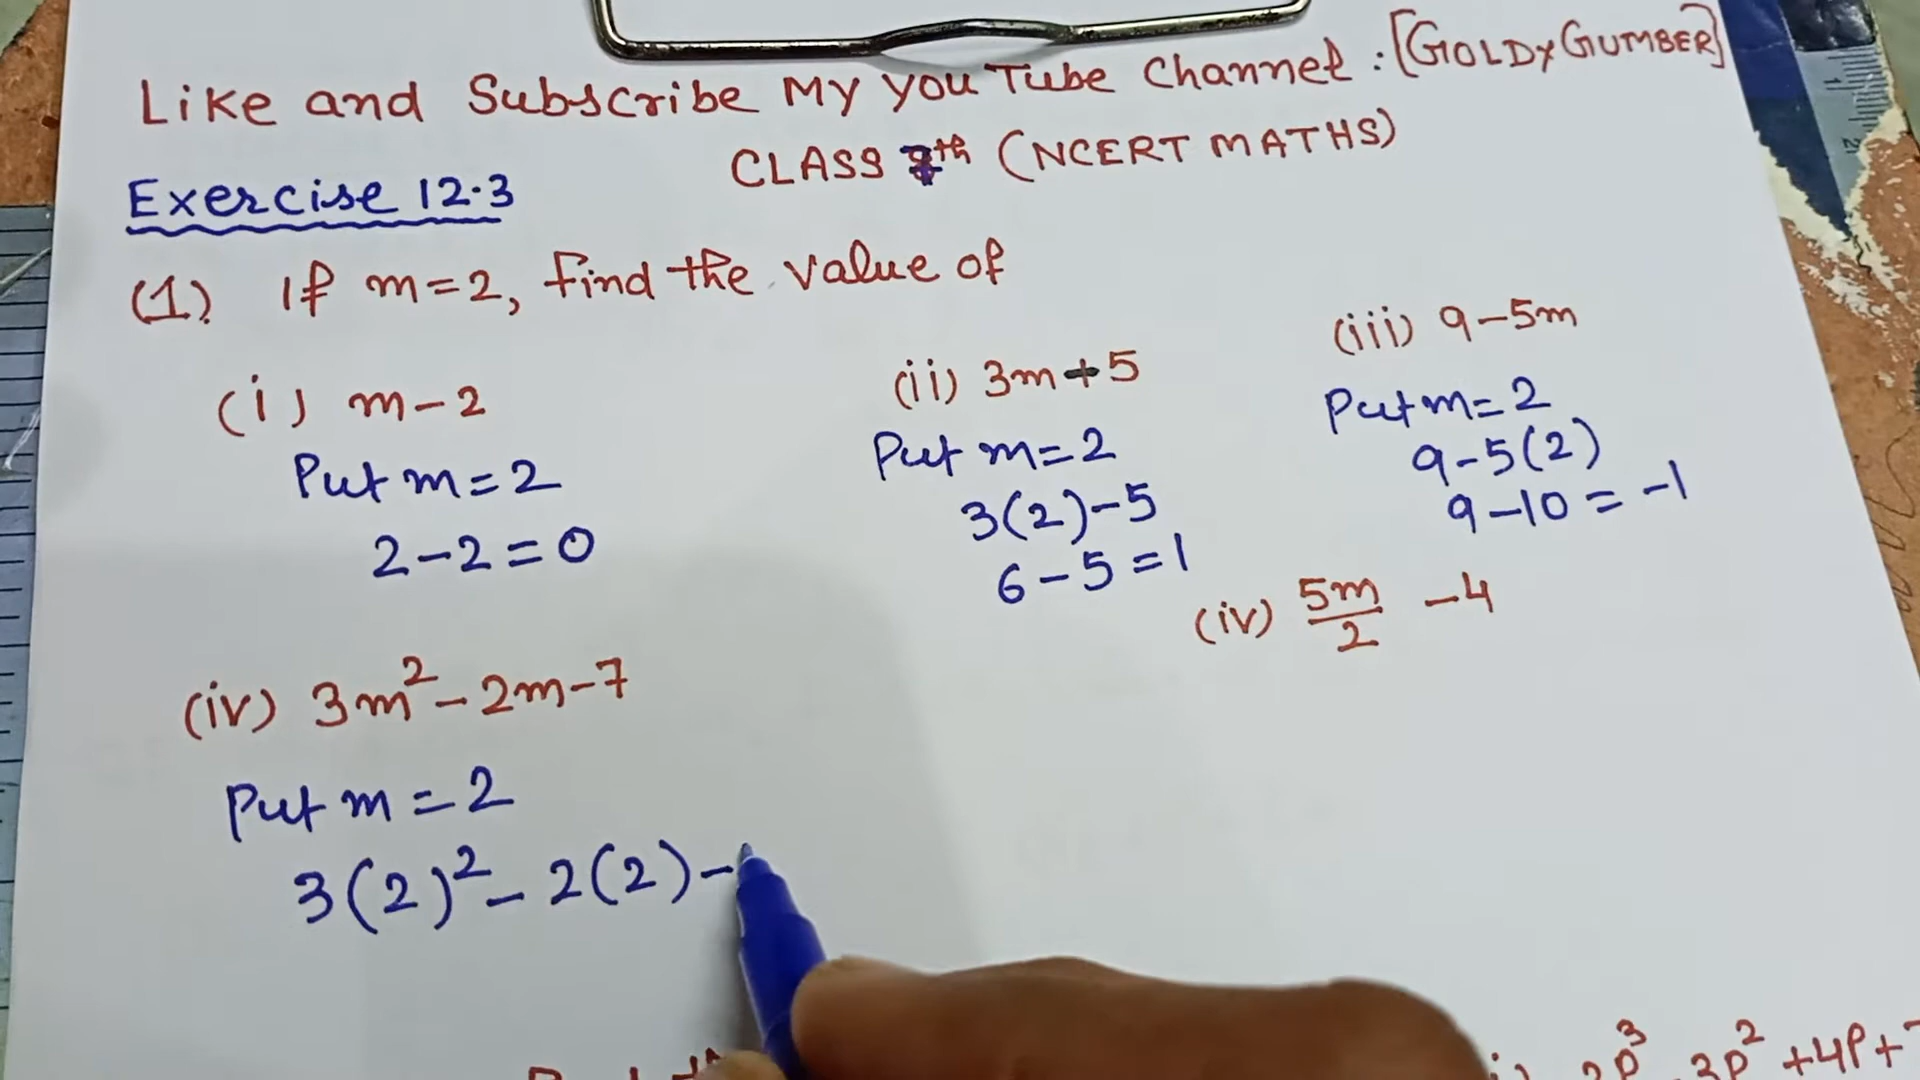 Like and Subscribe My YouTube Channel : [GOLDY GUMBER]
CLASS 7th (NCERT MATHS)
Exercise 12.3
(1) If m=2, find the value of
(i) m-2
Put m=2
2-2=0
(ii) 3m+5
Put m=2
3(2)-5
6-5=1
(iii) 9-5m
Put m=2
9-5(2)
9-10=-1
(iv) 3m²-2m-7
Put m=2
3(2)²-2(2)-
(iv) 5m/2 -4
+4p+